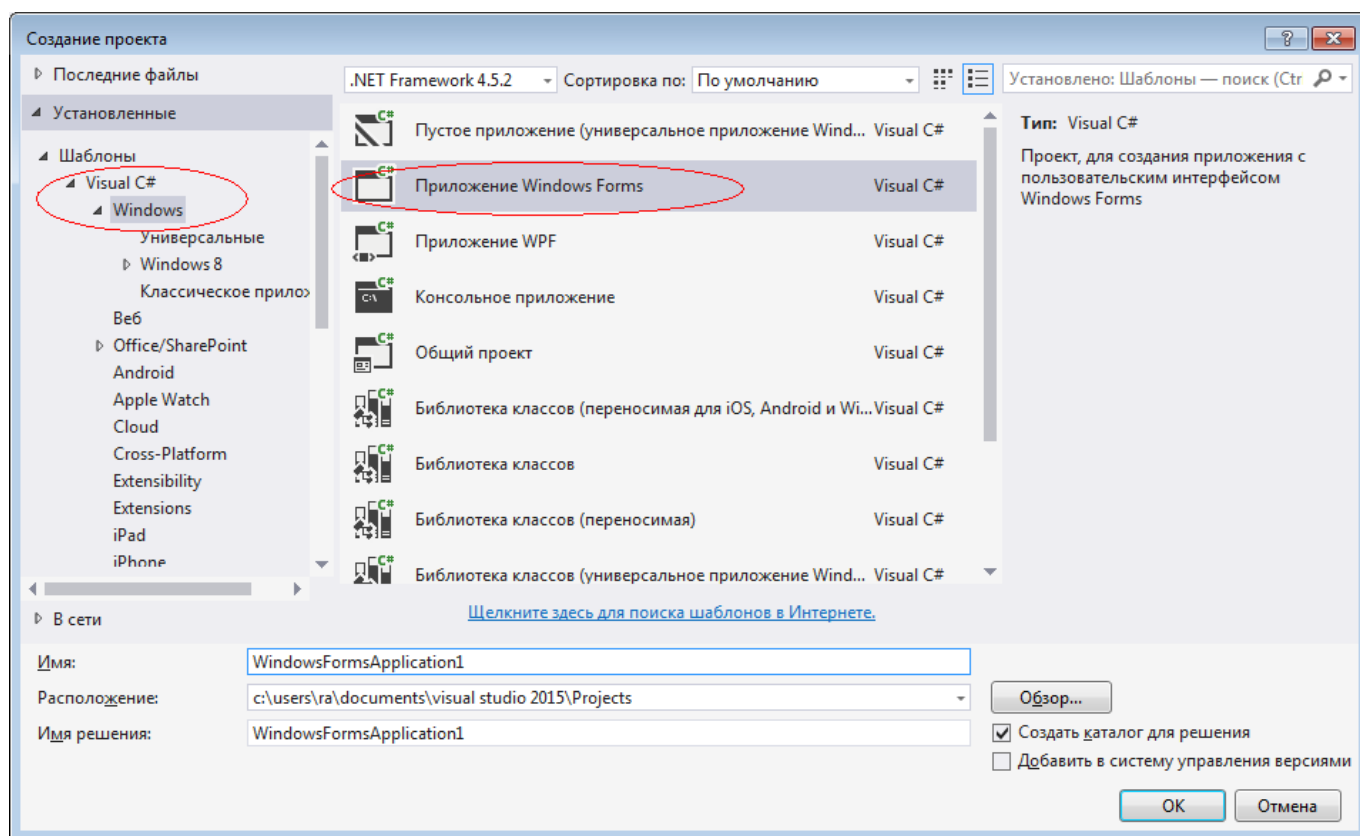 Создание проекта
Последние файлы
.NET Framework 4.5.2
Сортировка по:
По умолчанию
Установлено: Шаблоны — поиск (Ctr
Установленные
Шаблоны
Visual C#
Windows
Универсальные
Windows 8
Классическое прилож
Веб
Office/SharePoint
Android
Apple Watch
Cloud
Cross-Platform
Extensibility
Extensions
iPad
iPhone
В сети
Пустое приложение (универсальное приложение Wind... Visual C#
Приложение Windows Forms Visual C#
Приложение WPF Visual C#
Консольное приложение Visual C#
Общий проект Visual C#
Библиотека классов (переносимая для iOS, Android и Wi... Visual C#
Библиотека классов Visual C#
Библиотека классов (переносимая) Visual C#
Библиотека классов (универсальное приложение Wind... Visual C#
Щелкните здесь для поиска шаблонов в Интернете.
Тип: Visual C#
Проект, для создания приложения с
пользовательским интерфейсом
Windows Forms
Имя: WindowsFormsApplication1
Расположение: c:\users\ra\documents\visual studio 2015\Projects
Обзор...
Имя решения: WindowsFormsApplication1
Создать каталог для решения
Добавить в систему управления версиями
OK
Отмена